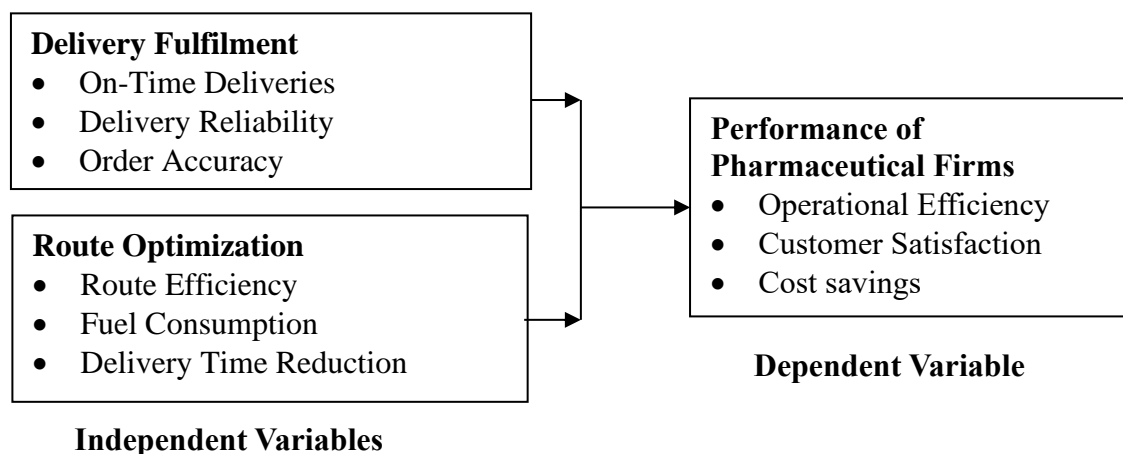 Delivery Fulfilment
• On-Time Deliveries
• Delivery Reliability
• Order Accuracy
Route Optimization
• Route Efficiency
• Fuel Consumption
• Delivery Time Reduction
Independent Variables
Performance of
Pharmaceutical Firms
• Operational Efficiency
• Customer Satisfaction
• Cost savings
Dependent Variable